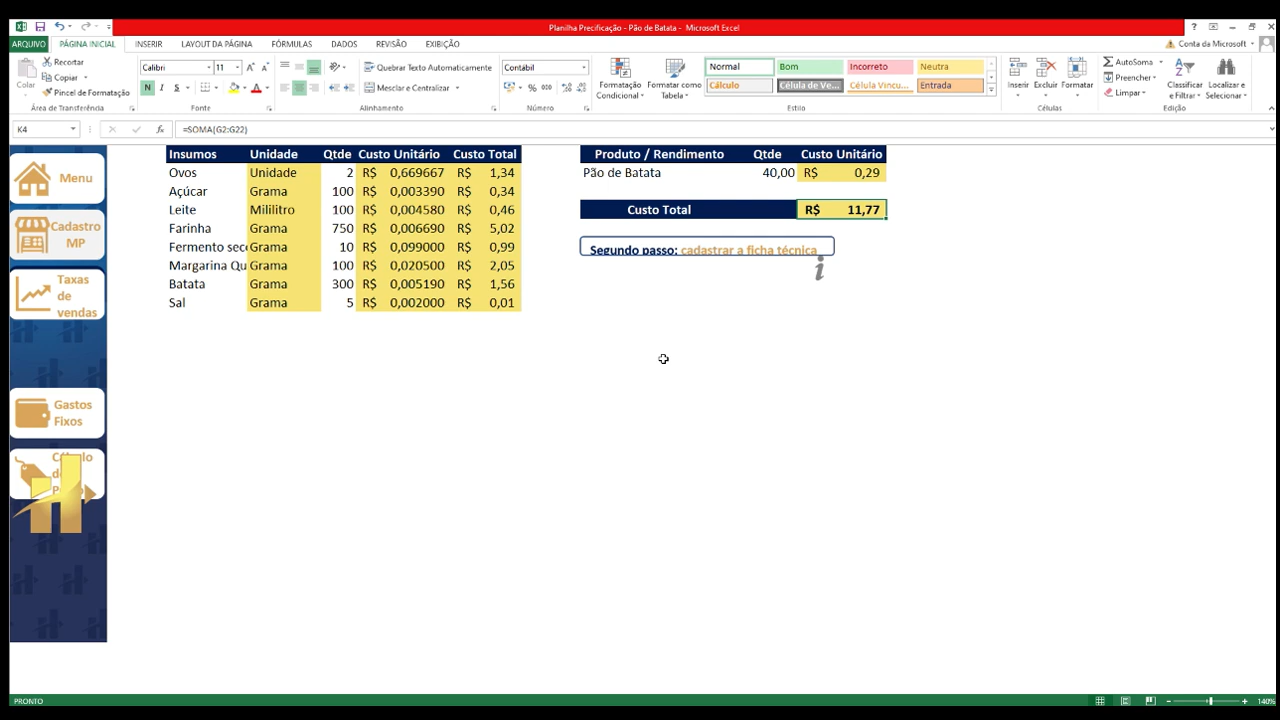 Planilha Precificação - Pão de Batata - Microsoft Excel
ARQUIVO PÁGINA INICIAL INSERIR LAYOUT DA PÁGINA FÓRMULAS DADOS REVISÃO EXIBIÇÃO Conta da Microsoft
Recortar
Copiar
Pincel de Formatação
Colar
Área de Transferência
Calibri 11
N I S
Fonte
Quebrar Texto Automaticamente
Mesclar e Centralizar
Alinhamento
Contábil
% 000
Número
Formatação Condicional
Formatar como Tabela
Normal Bom Incorreto Neutra
Cálculo Célula de Ve... Célula Vincu... Entrada
Estilo
Inserir Excluir Formatar
Células
AutoSoma
Preencher
Limpar
Classificar e Filtrar
Localizar e Selecionar
Edição
K4 fx =SOMA(G2:G22)
Menu
Cadastro MP
Taxas de vendas
Gastos Fixos
Insumos Unidade Qtde Custo Unitário Custo Total
Ovos Unidade 2 R$ 0,669667 R$ 1,34
Açúcar Grama 100 R$ 0,003390 R$ 0,34
Leite Mililitro 100 R$ 0,004580 R$ 0,46
Farinha Grama 750 R$ 0,006690 R$ 5,02
Fermento sec Grama 10 R$ 0,099000 R$ 0,99
Margarina Qu Grama 100 R$ 0,020500 R$ 2,05
Batata Grama 300 R$ 0,005190 R$ 1,56
Sal Grama 5 R$ 0,002000 R$ 0,01
Produto / Rendimento Qtde Custo Unitário
Pão de Batata 40,00 R$ 0,29
Custo Total R$ 11,77
Segundo passo: cadastrar a ficha técnica
i
PRONTO
140%